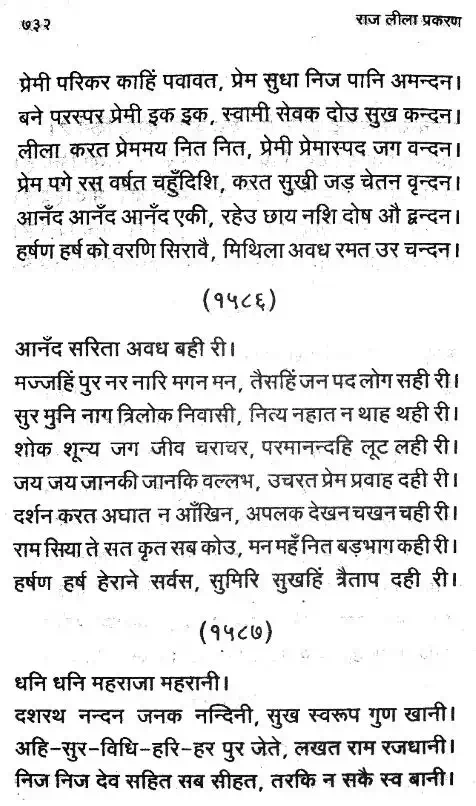 ७३२ राज लीला प्रकरण
प्रेमी परिकर काहिं पवावत, प्रेम सुधा निज पानि अमन्दन।
बने परस्पर प्रेमी इक इक, स्वामी सेवक दोउ सुख कन्दन।
लीला करत प्रेममय नित नित, प्रेमी प्रेमास्पद जग वन्दन।
प्रेम पगे रस वर्षत चहुँदिशि, करत सुखी जड़ चेतन वृन्दन।
आनँद आनँद आनँद एकी, रहेउ छाय नशि दोष औ द्वन्दन।
हर्षण हर्ष को वरणि सिरावै, मिथिला अवध रमत उर चन्दन।
(१५८६)
आनँद सरिता अवध बही री।
मज्जहिं पुर नर नारि मगन मन, तैसहिं जन पद लोग सही री।
सुर मुनि नाग त्रिलोक निवासी, नित्य नहात न थाह थही री।
शोक शून्य जग जीव चराचर, परमानन्दहि लूट लही री।
जय जय जानकी जानकि वल्लभ, उचरत प्रेम प्रवाह दही री।
दर्शन करत अघात न आँखिन, अपलक देखन चखन चही री।
राम सिया ते सत कृत सब कोउ, मन महँ नित बड़भाग कही री।
हर्षण हर्ष हेराने सर्वस, सुमिरि सुखहिं त्रैताप दही री।
(१५८७)
धनि धनि महराजा महरानी।
दशरथ नन्दन जनक नन्दिनी, सुख स्वरूप गुण खानी।
अहि-सुर-विधि-हरि-हर पुर जेते, लखत राम रजधानी।
निज निज देव सहित सब सीहत, तरकि न सकै स्व बानी।